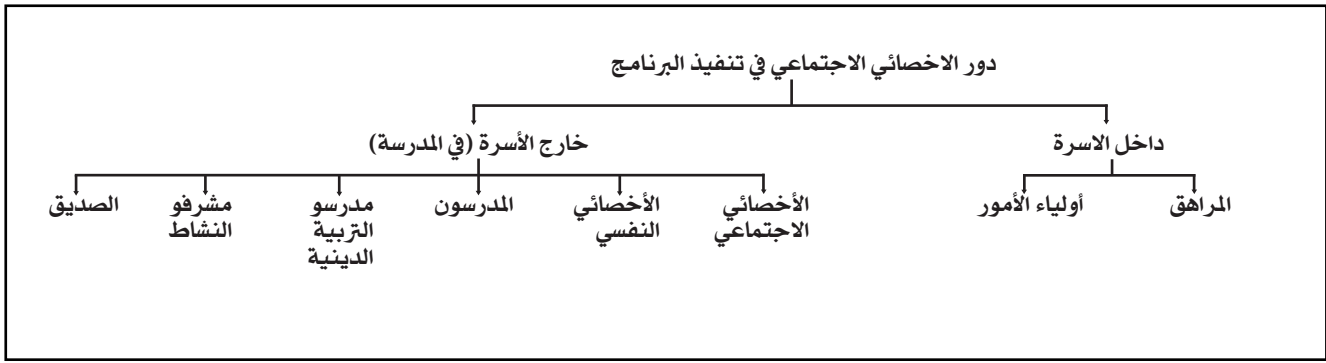 دور الاخصائي الاجتماعي في تنفيذ البرنامج
داخل الاسرة
خارج الأسرة (في المدرسة)
المراهق
أولياء الأمور
الأخصائي
الاجتماعي
الأخصائي
النفسي
المدرسون
مدرسو
التربية
الدينية
مشرفو
النشاط
الصديق